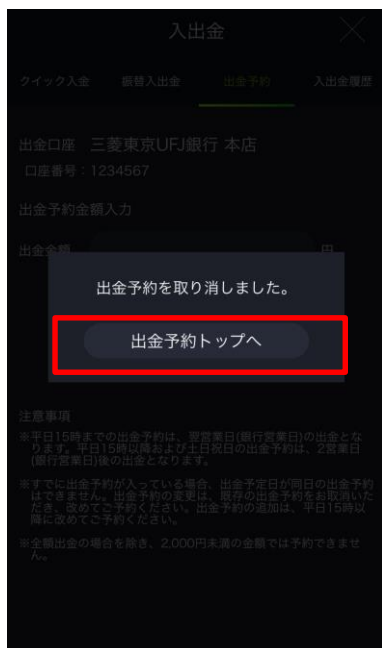 入出金
クイック入金 振替入出金 出金予約 入出金履歴
出金口座 三菱東京UFJ銀行 本店
口座番号：1234567
出金予約金額入力
出金金額 円
出金予約を取り消しました。
出金予約トップへ
注意事項
※平日15時までの出金予約は、翌営業日(銀行営業日)の出金とな
ります。平日15時以降および土日祝日の出金予約は、2営業日
(銀行営業日)後の出金となります。
※すでに出金予約が入っている場合、出金予定日が同日の出金予約
はできません。出金予約の変更は、既存の出金予約をお取消いた
だき、改めてご予約ください。出金予約の追加は、平日15時以
降に改めてご予約ください。
※全額出金の場合を除き、2,000円未満の金額では予約できませ
ん。